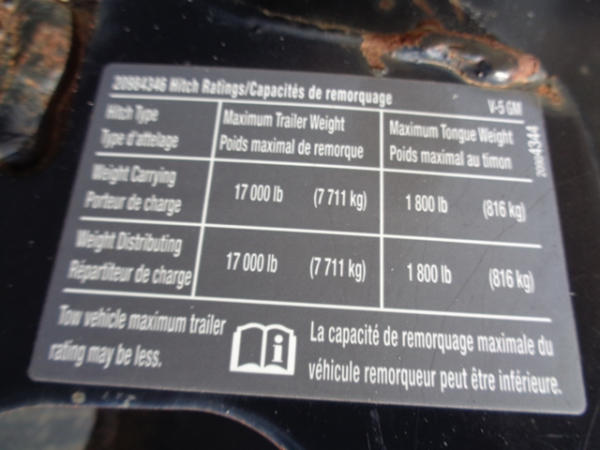 20984346 Hitch Ratings/Capacités de remorquage V-5 GM
Hitch Type Maximum Trailer Weight Maximum Tongue Weight
Type d'attelage Poids maximal de remorque Poids maximal au timon
Weight Carrying
Porteur de charge 17 000 lb (7 711 kg) 1 800 lb (816 kg)
Weight Distributing
Répartiteur de charge 17 000 lb (7 711 kg) 1 800 lb (816 kg)
Tow vehicle maximum trailer
rating may be less.
La capacité de remorquage maximale du
véhicule remorqueur peut être inférieure.